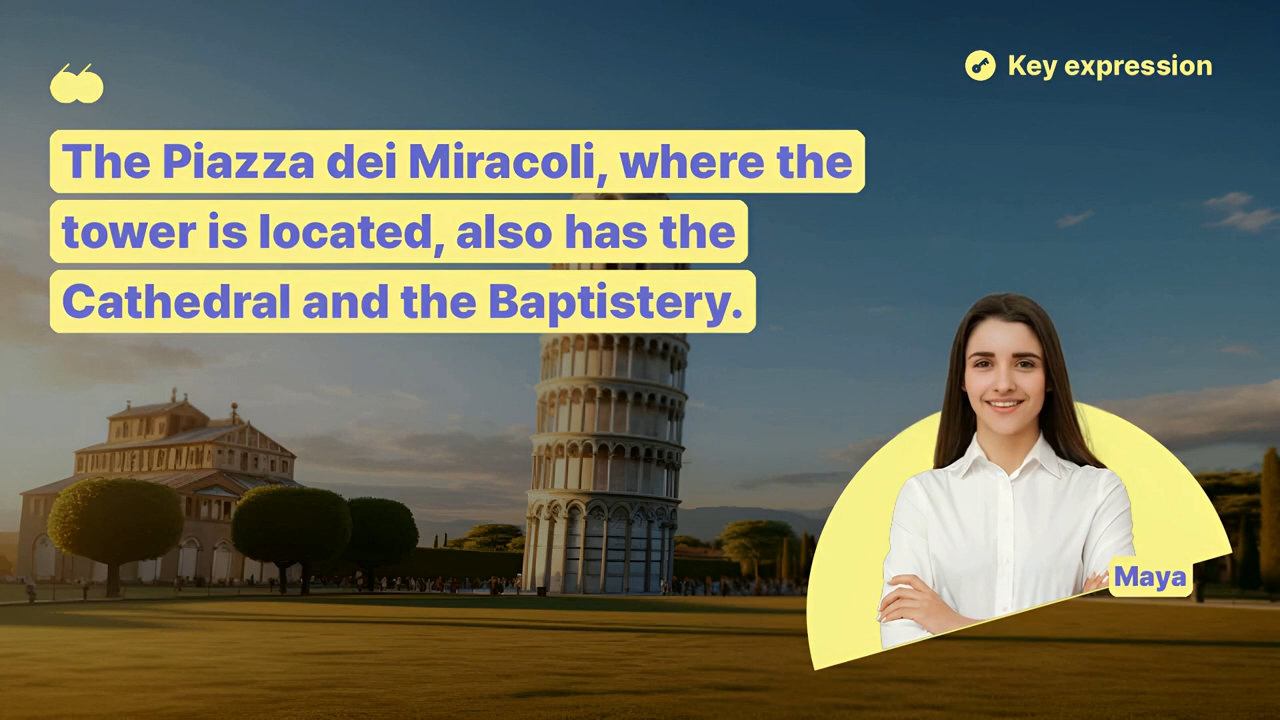 Key expression
The Piazza dei Miracoli, where the
tower is located, also has the
Cathedral and the Baptistery.
Maya